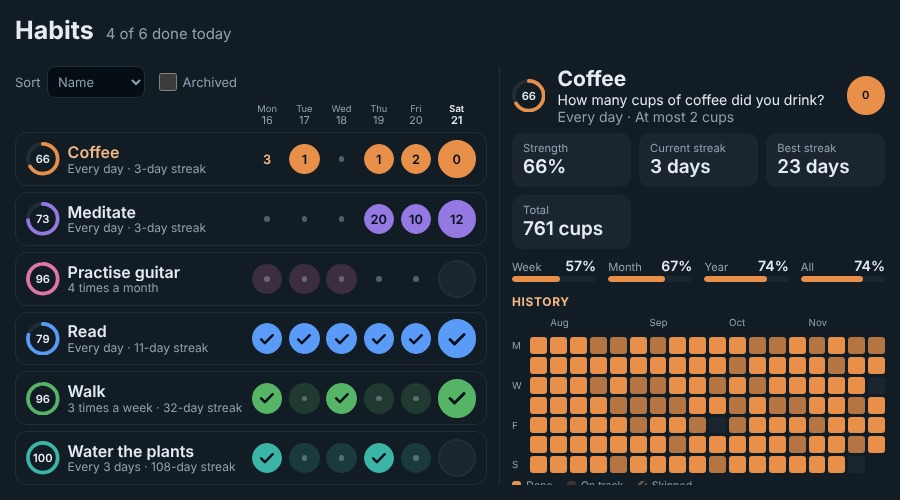 Habits 4 of 6 done today
Sort Name Archived
Mon Tue Wed Thu Fri Sat
16 17 18 19 20 21
66 Coffee 3 1 1 2 0
Every day · 3-day streak
73 Meditate 20 10 12
Every day · 3-day streak
96 Practise guitar
4 times a month
79 Read
Every day · 11-day streak
96 Walk
3 times a week · 32-day streak
100 Water the plants
Every 3 days · 108-day streak
66 Coffee 0
How many cups of coffee did you drink?
Every day · At most 2 cups
Strength Current streak Best streak
66% 3 days 23 days
Total
761 cups
Week 57% Month 67% Year 74% All 74%
HISTORY
Aug Sep Oct Nov
M
W
F
S
Done On track Skipped